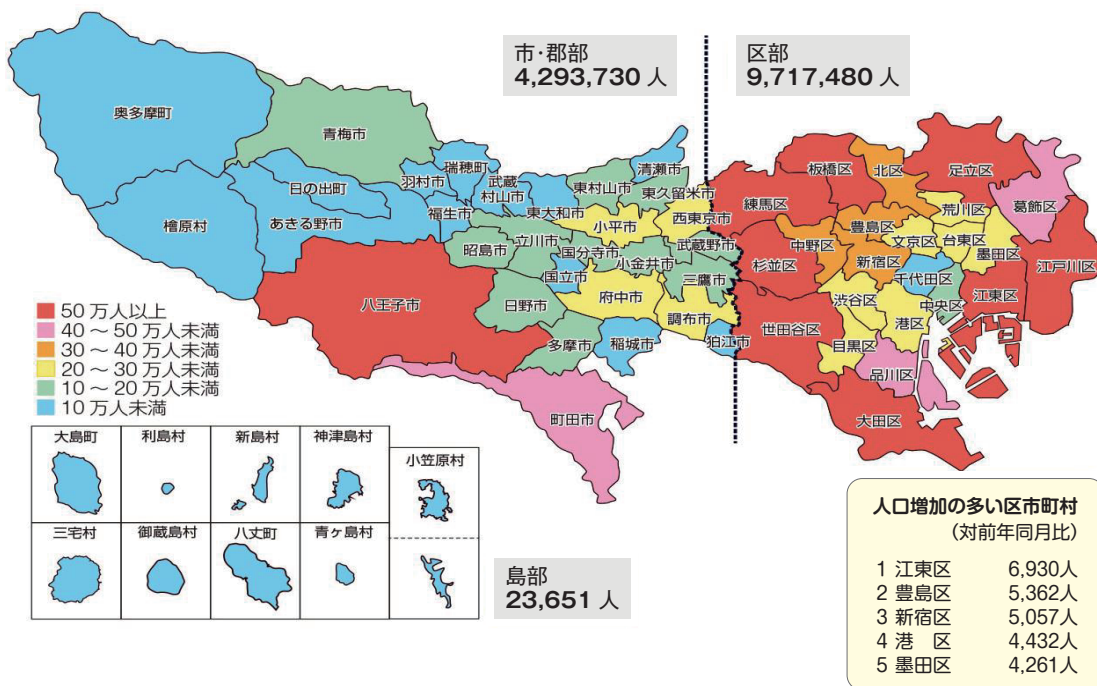 市･郡部
4,293,730 人
区部
9,717,480 人
奥多摩町
青梅市
瑞穂町
羽村市
日の出町
檜原村
あきる野市
福生市
武蔵
村山市
東大和市
東村山市
清瀬市
東久留米市
西東京市
小平市
昭島市
立川市
国分寺市
小金井市
武蔵野市
三鷹市
国立市
府中市
調布市
狛江市
八王子市
日野市
多摩市
稲城市
町田市
板橋区
北区
足立区
葛飾区
練馬区
荒川区
豊島区
文京区
台東区
墨田区
江戸川区
中野区
杉並区
新宿区
千代田区
中央区
江東区
渋谷区
港区
世田谷区
目黒区
品川区
大田区
50 万人以上
40 ～ 50 万人未満
30 ～ 40 万人未満
20 ～ 30 万人未満
10 ～ 20 万人未満
10 万人未満
大島町
利島村
新島村
神津島村
小笠原村
三宅村
御蔵島村
八丈町
青ヶ島村
島部
23,651 人
人口増加の多い区市町村
(対前年同月比)
1 江東区 6,930人
2 豊島区 5,362人
3 新宿区 5,057人
4 港　区 4,432人
5 墨田区 4,261人